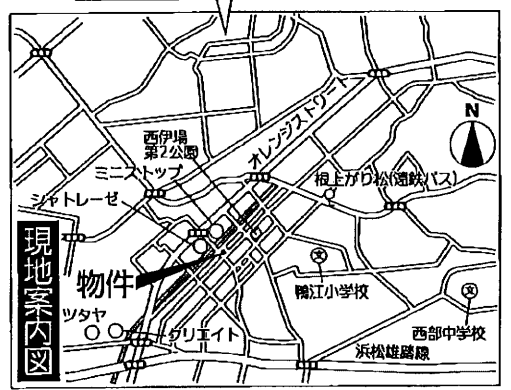 N
オレンジストリート
西伊場
第2公園
ミニストップ
根上がり松(遠鉄バス)
シャトレーゼ
現地案内図
物件
文
鴨江小学校
文
ツタヤ
クリエイト
西部中学校
浜松雄踏線